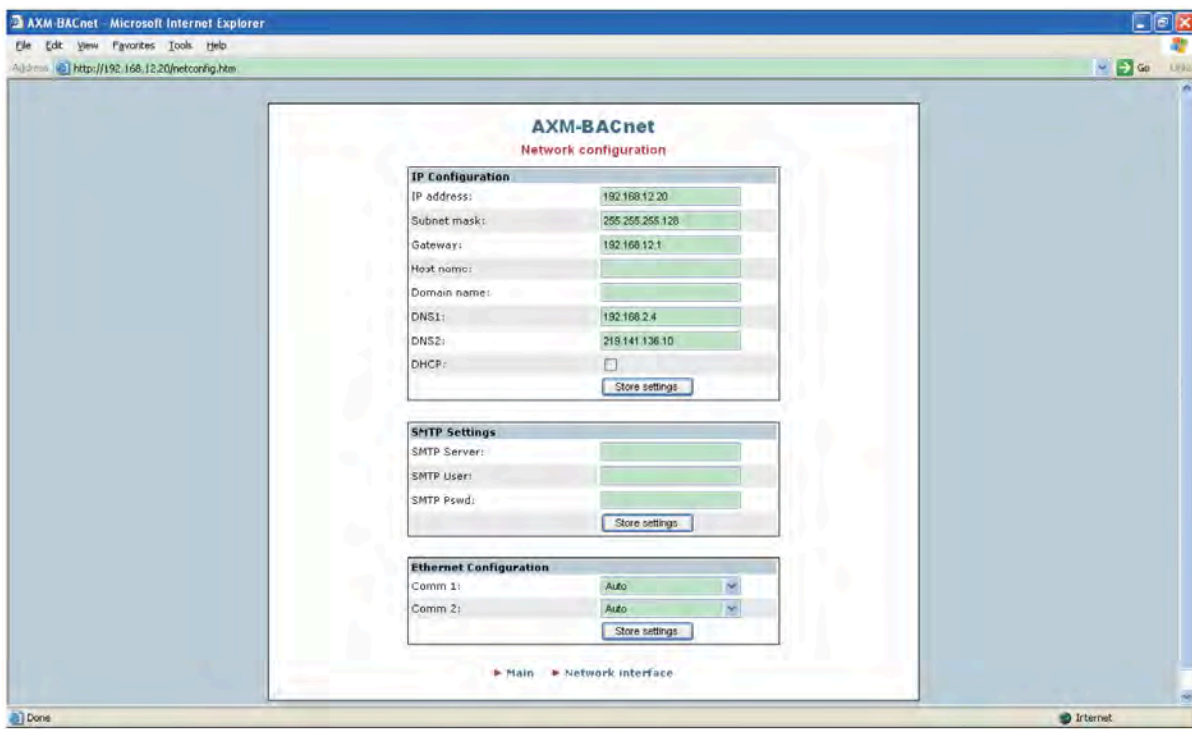 AXM-BACnet - Microsoft Internet Explorer
File Edit View Favorites Tools Help
Address http://192.168.12.20/netconfig.htm Go Links
AXM-BACnet
Network configuration
IP Configuration
IP address: 192.168.12.20
Subnet mask: 255.255.255.128
Gateway: 192.168.12.1
Host name:
Domain name:
DNS1: 192.168.2.4
DNS2: 219.141.136.10
DHCP:
Store settings
SMTP Settings
SMTP Server:
SMTP User:
SMTP Pswd:
Store settings
Ethernet Configuration
Comm 1: Auto
Comm 2: Auto
Store settings
Main Network interface
Done Internet